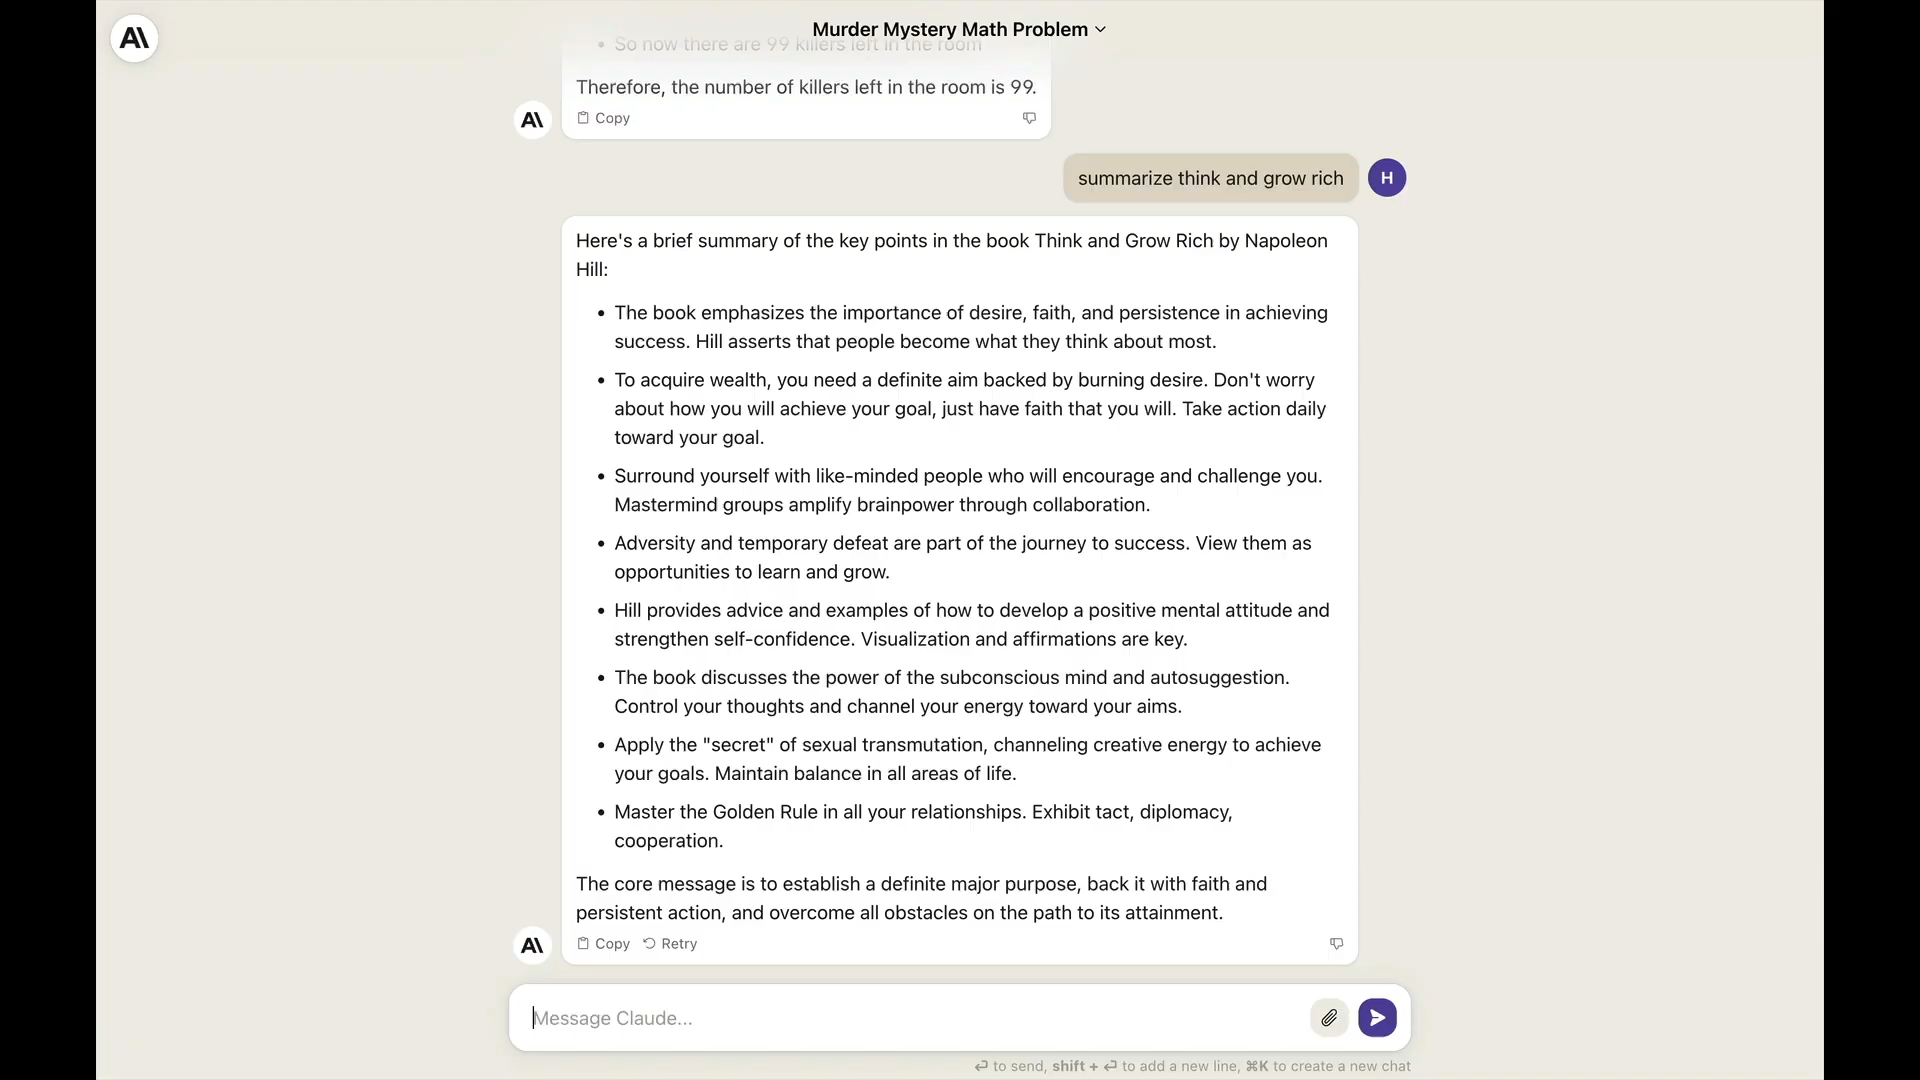 Murder Mystery Math Problem
So now there are 99 killers left in the room
Therefore, the number of killers left in the room is 99.
Copy
summarize think and grow rich
H
Here's a brief summary of the key points in the book Think and Grow Rich by Napoleon
Hill:
• The book emphasizes the importance of desire, faith, and persistence in achieving
success. Hill asserts that people become what they think about most.
• To acquire wealth, you need a definite aim backed by burning desire. Don't worry
about how you will achieve your goal, just have faith that you will. Take action daily
toward your goal.
• Surround yourself with like-minded people who will encourage and challenge you.
Mastermind groups amplify brainpower through collaboration.
• Adversity and temporary defeat are part of the journey to success. View them as
opportunities to learn and grow.
• Hill provides advice and examples of how to develop a positive mental attitude and
strengthen self-confidence. Visualization and affirmations are key.
• The book discusses the power of the subconscious mind and autosuggestion.
Control your thoughts and channel your energy toward your aims.
• Apply the "secret" of sexual transmutation, channeling creative energy to achieve
your goals. Maintain balance in all areas of life.
• Master the Golden Rule in all your relationships. Exhibit tact, diplomacy,
cooperation.
The core message is to establish a definite major purpose, back it with faith and
persistent action, and overcome all obstacles on the path to its attainment.
Copy Retry
Message Claude...
⏎ to send, shift + ⏎ to add a new line, ⌘K to create a new chat